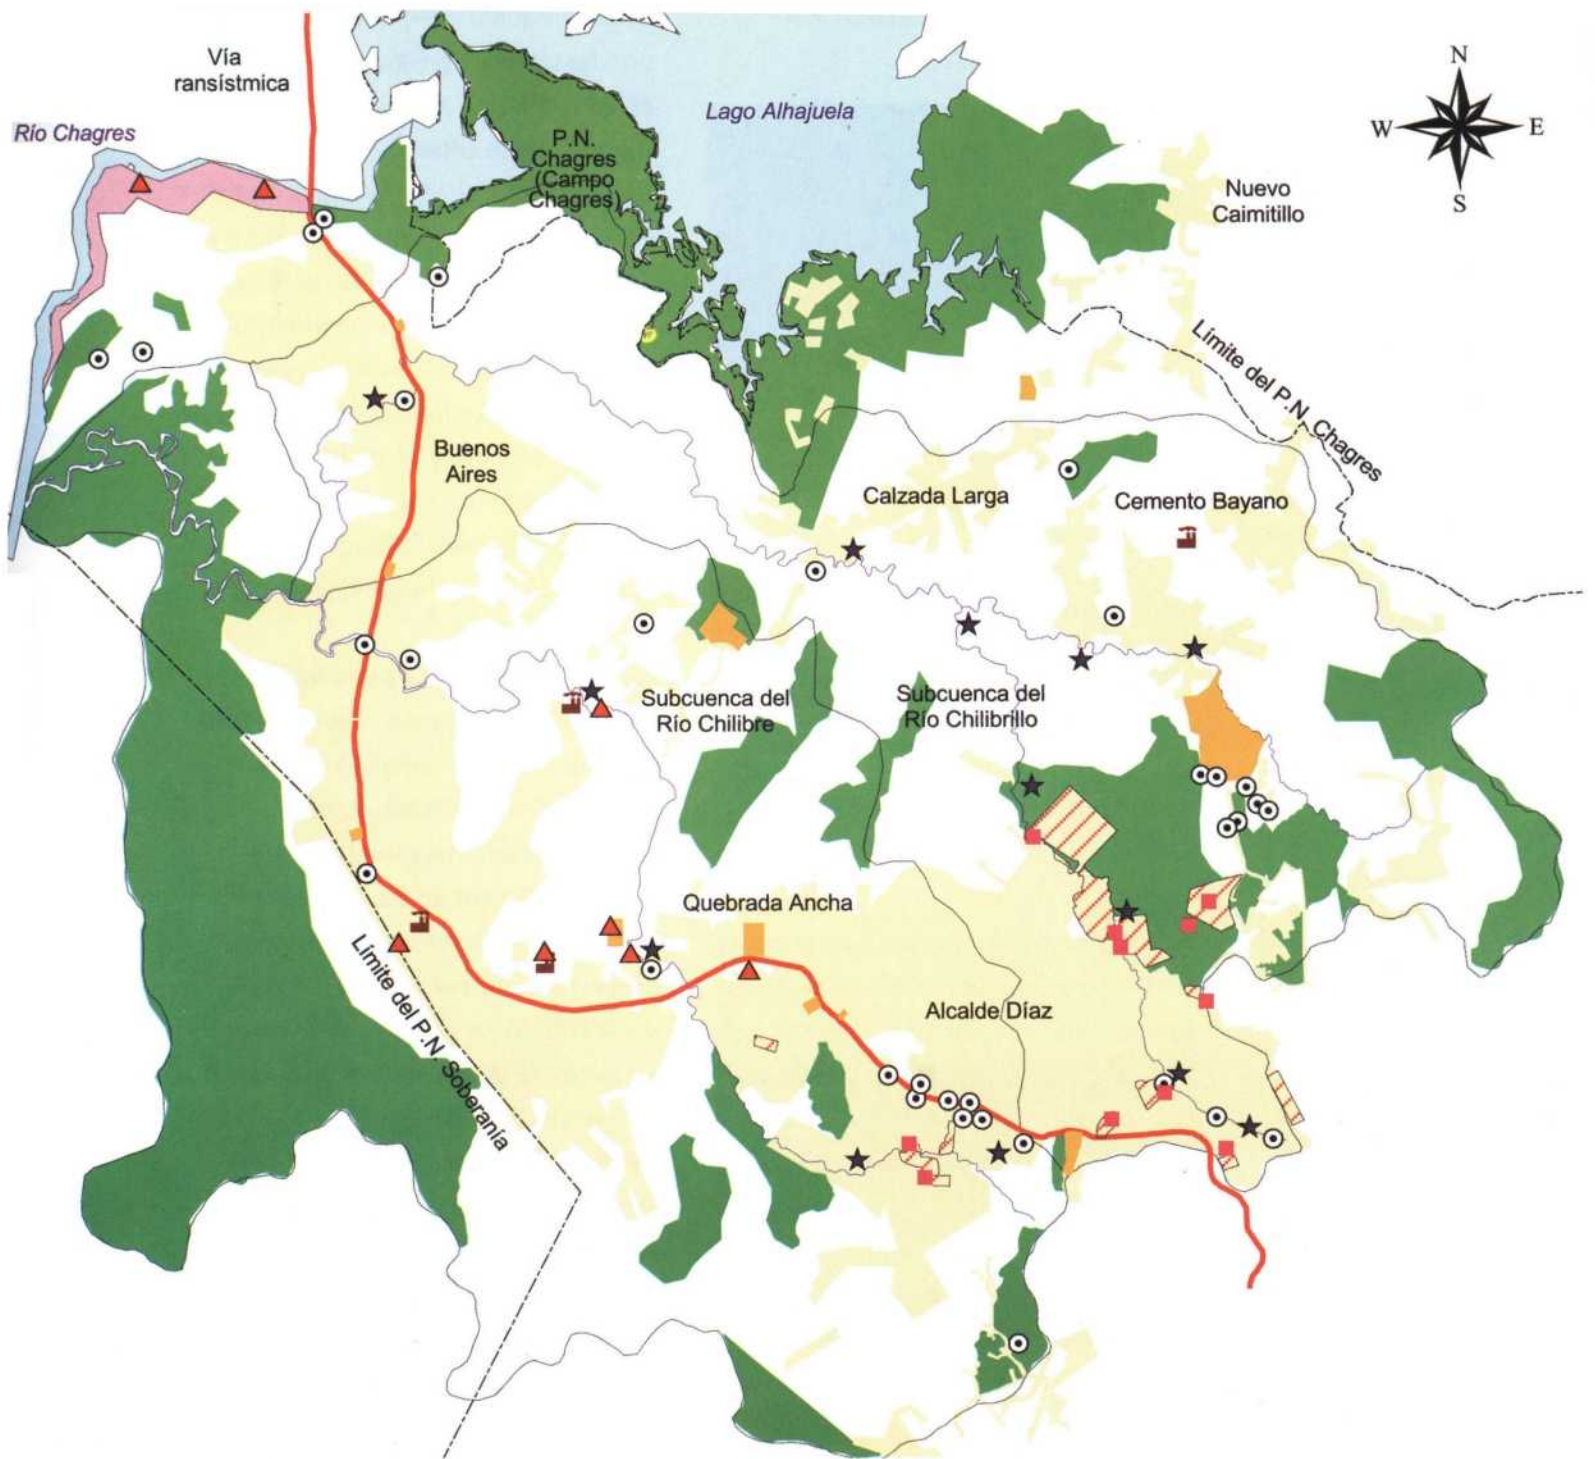 Vía
ransístmica
Río Chagres
Lago Alhajuela
P.N.
Chagres
(Campo
Chagres)
N
W
E
S
Nuevo
Caimitillo
Límite del P.N. Chagres
Buenos
Aires
Calzada Larga
Cemento Bayano
Subcuenca del
Río Chilibre
Subcuenca del
Río Chilibrillo
Quebrada Ancha
Límite del P.N. Soberanía
Alcalde Díaz